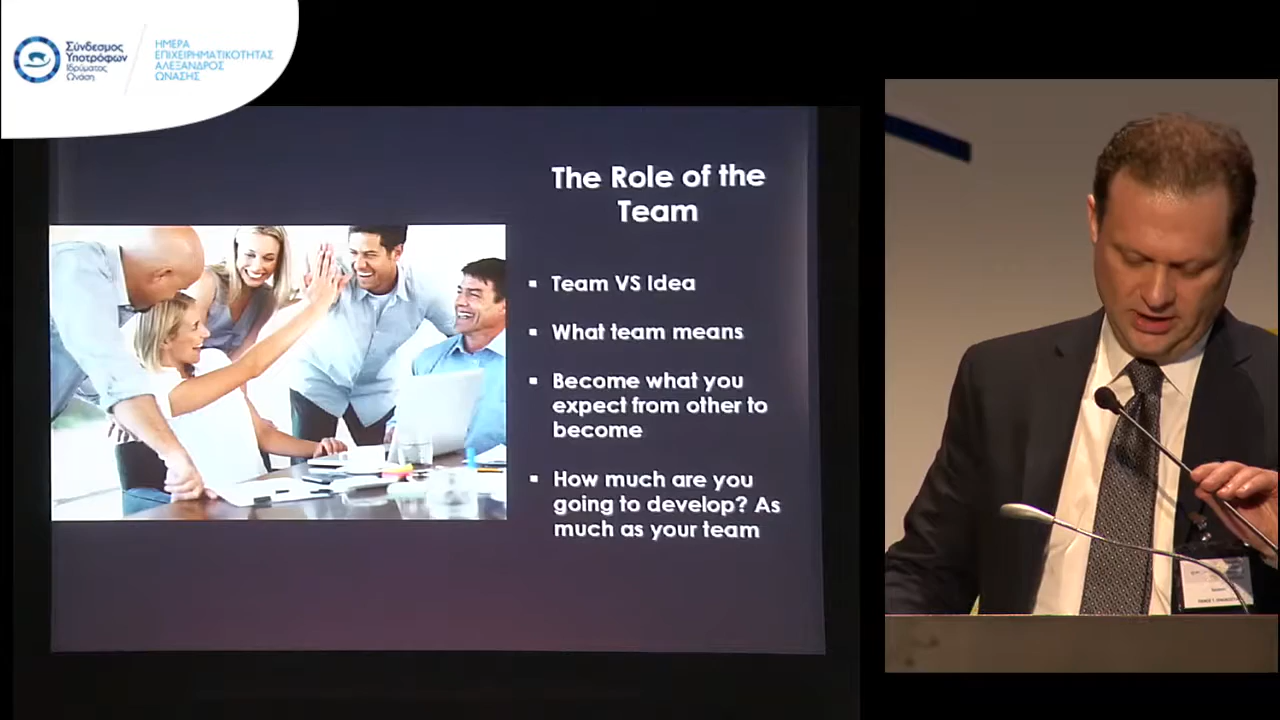 Σύνδεσμος
Υποτρόφων
Ιδρύματος
Ωνάση
ΗΜΕΡΑ
ΕΠΙΧΕΙΡΗΜΑΤΙΚΟΤΗΤΑΣ
ΑΛΕΞΑΝΔΡΟΣ
ΩΝΑΣΗΣ
The Role of the
Team
Team VS Idea
What team means
Become what you
expect from other to
become
How much are you
going to develop? As
much as your team